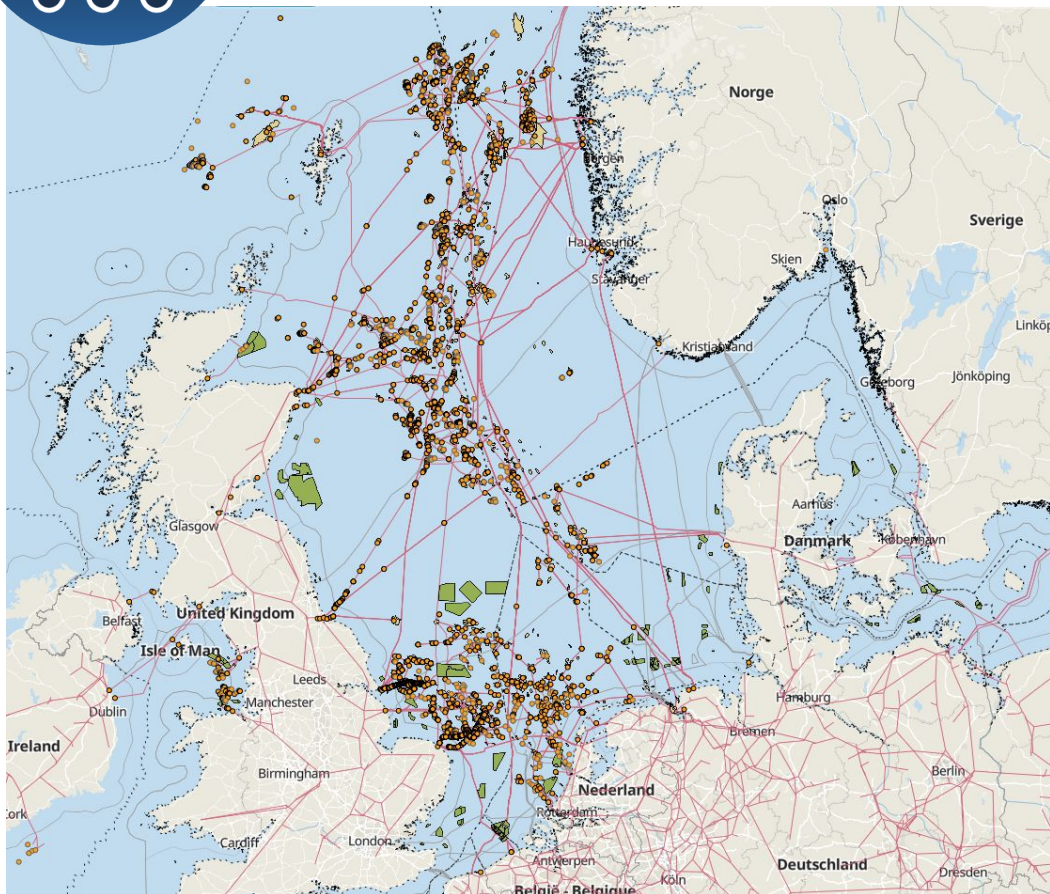 Norge
Bergen
Oslo
Sverige
Haugesund
Skien
Stavanger
Linköp
Kristiansand
Göteborg
Jönköping
Aarhus
Glasgow
Danmark
København
Belfast
United Kingdom
Isle of Man
Leeds
Hamburg
Manchester
Dublin
Bremen
Ireland
Birmingham
Berlin
Nederland
Rotterdam
Cork
Cardiff
London
Antwerpen
Deutschland
Köln
Dresden
België - Belgique